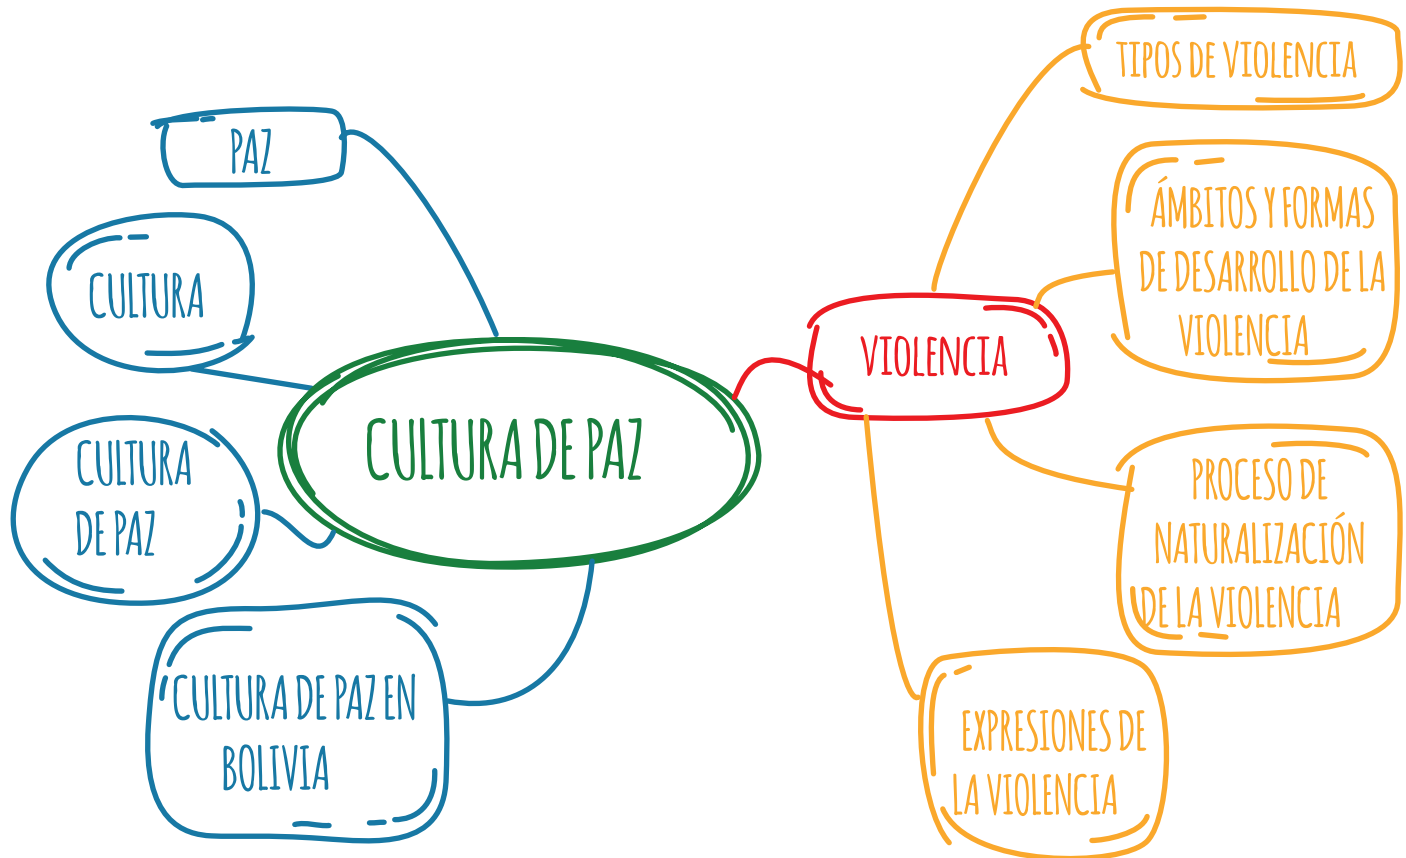 PAZ
CULTURA
CULTURA
DE PAZ
CULTURA DE PAZ EN
BOLIVIA
CULTURA DE PAZ
VIOLENCIA
TIPOS DE VIOLENCIA
ÁMBITOS Y FORMAS
DE DESARROLLO DE LA
VIOLENCIA
PROCESO DE
NATURALIZACIÓN
DE LA VIOLENCIA
EXPRESIONES DE
LA VIOLENCIA